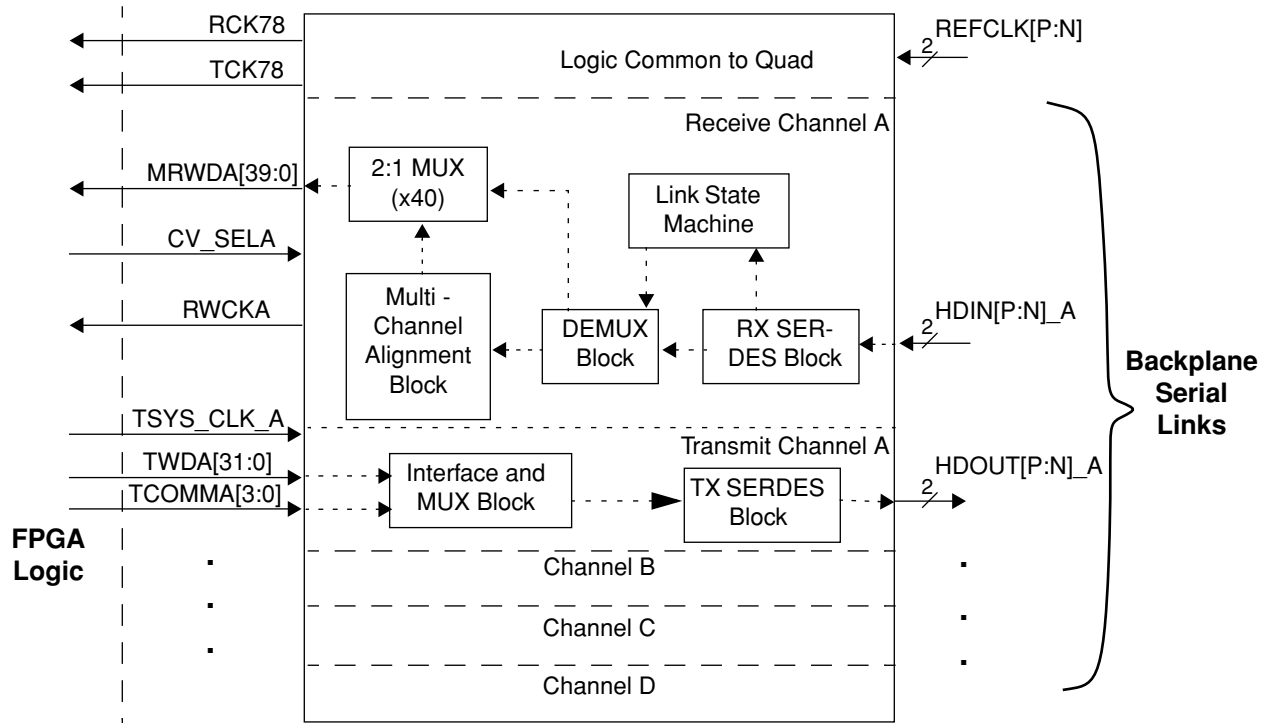 RCK78
REFCLK[P:N]
2
TCK78
Logic Common to Quad
Receive Channel A
MRWDA[39:0]
2:1 MUX
(x40)
Link State
Machine
CV_SELA
RWCKA
Multi -
Channel
Alignment
Block
DEMUX
Block
RX SER-
DES Block
HDIN[P:N]_A
2
Backplane
Serial
Links
TSYS_CLK_A
Transmit Channel A
TWDA[31:0]
TCOMMA[3:0]
Interface and
MUX Block
TX SERDES
Block
HDOUT[P:N]_A
2
FPGA
Logic
Channel B
Channel C
Channel D